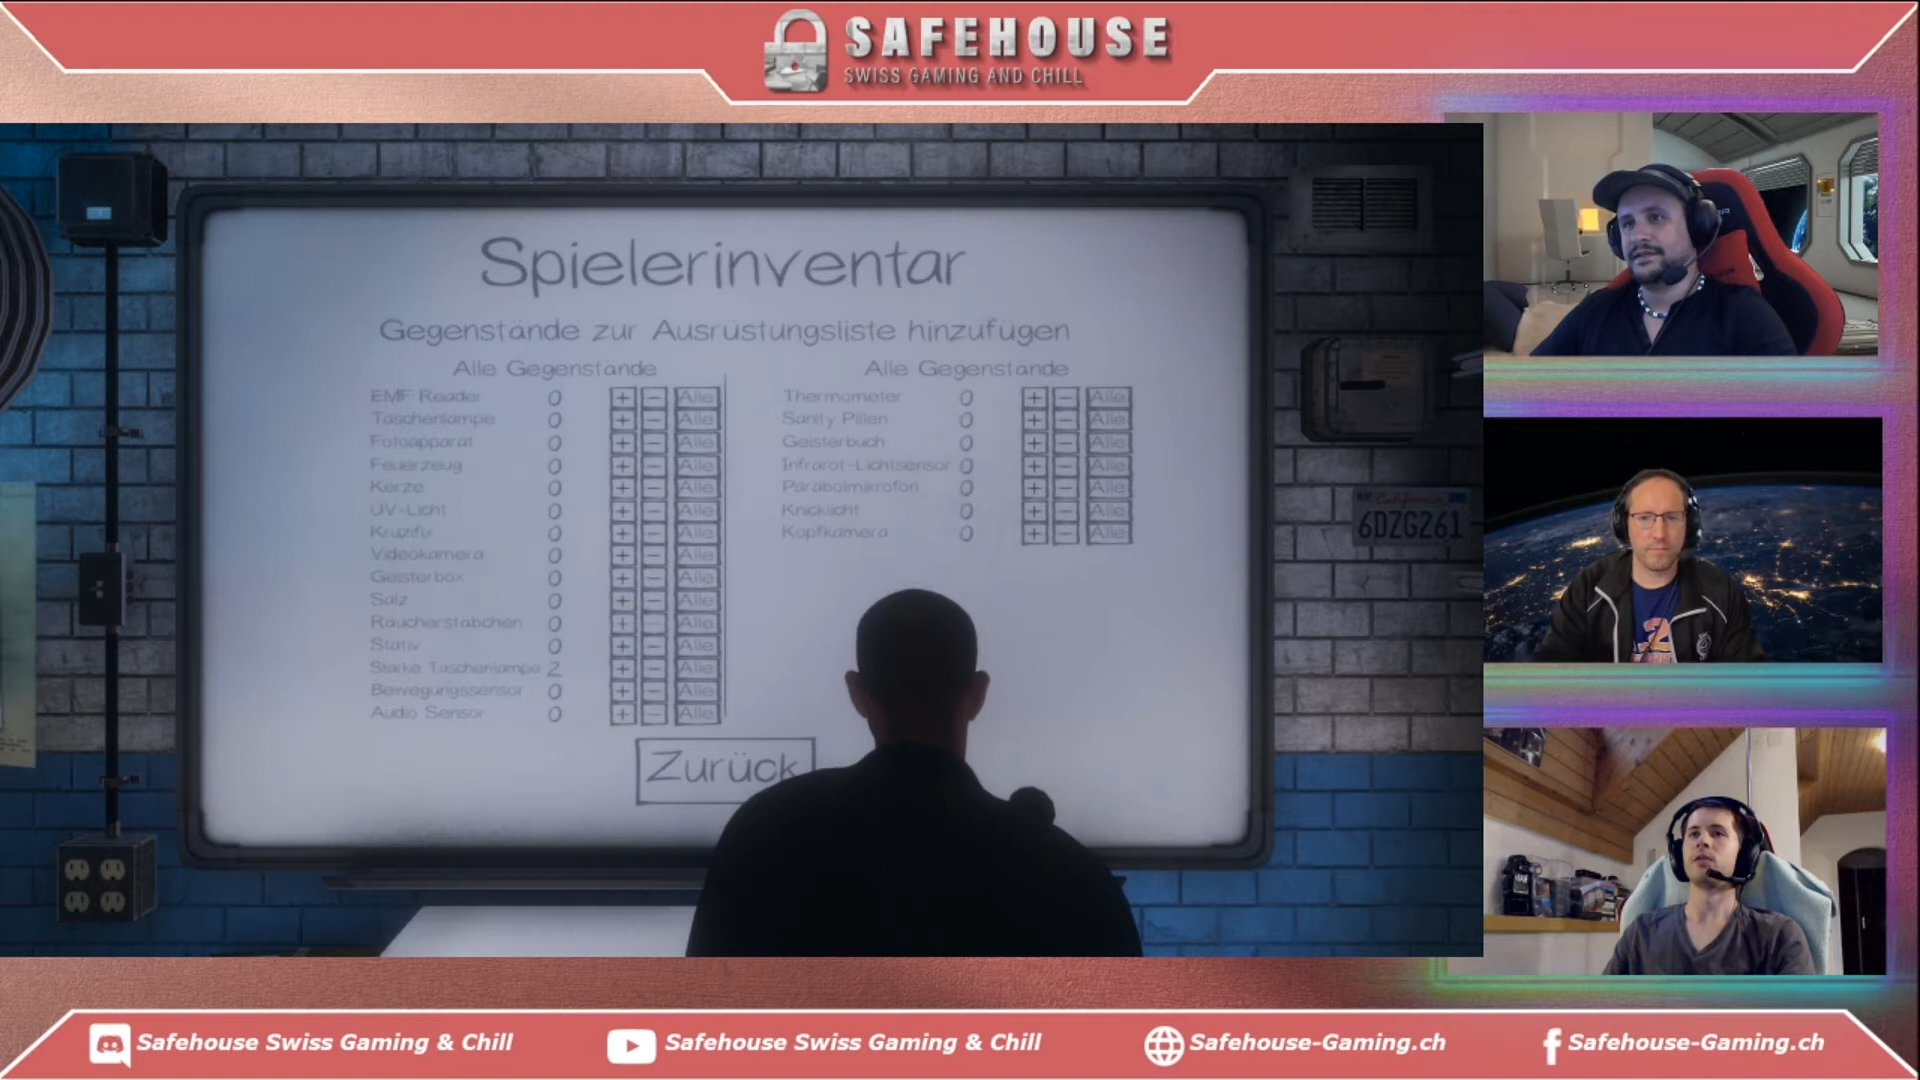 SAFEHOUSE
SWISS GAMING AND CHILL
Spielerinventar
Gegenstände zur Ausrüstungsliste hinzufügen
Alle Gegenstände
EMF Reader 0 + - Alle
Taschenlampe 0 + - Alle
Fotoapparat 0 + - Alle
Feuerzeug 0 + - Alle
Kerze 0 + - Alle
UV-Licht 0 + - Alle
Kruzifix 0 + - Alle
Videokamera 0 + - Alle
Geisterbox 0 + - Alle
Salz 0 + - Alle
Räucherstäbchen 0 + - Alle
Stativ 0 + - Alle
Starke Taschenlampe 2 + - Alle
Bewegungssensor 0 + - Alle
Audio Sensor 0 + - Alle
Alle Gegenstände
Thermometer 0 + - Alle
Sanity Pillen 0 + - Alle
Geisterbuch 0 + - Alle
Infrarot-Lichtsensor 0 + - Alle
Parabolmikrofon 0 + - Alle
Knicklicht 0 + - Alle
Kopfkamera 0 + - Alle
Zurück
California
6DZG261
Safehouse Swiss Gaming & Chill
Safehouse Swiss Gaming & Chill
Safehouse-Gaming.ch
Safehouse-Gaming.ch